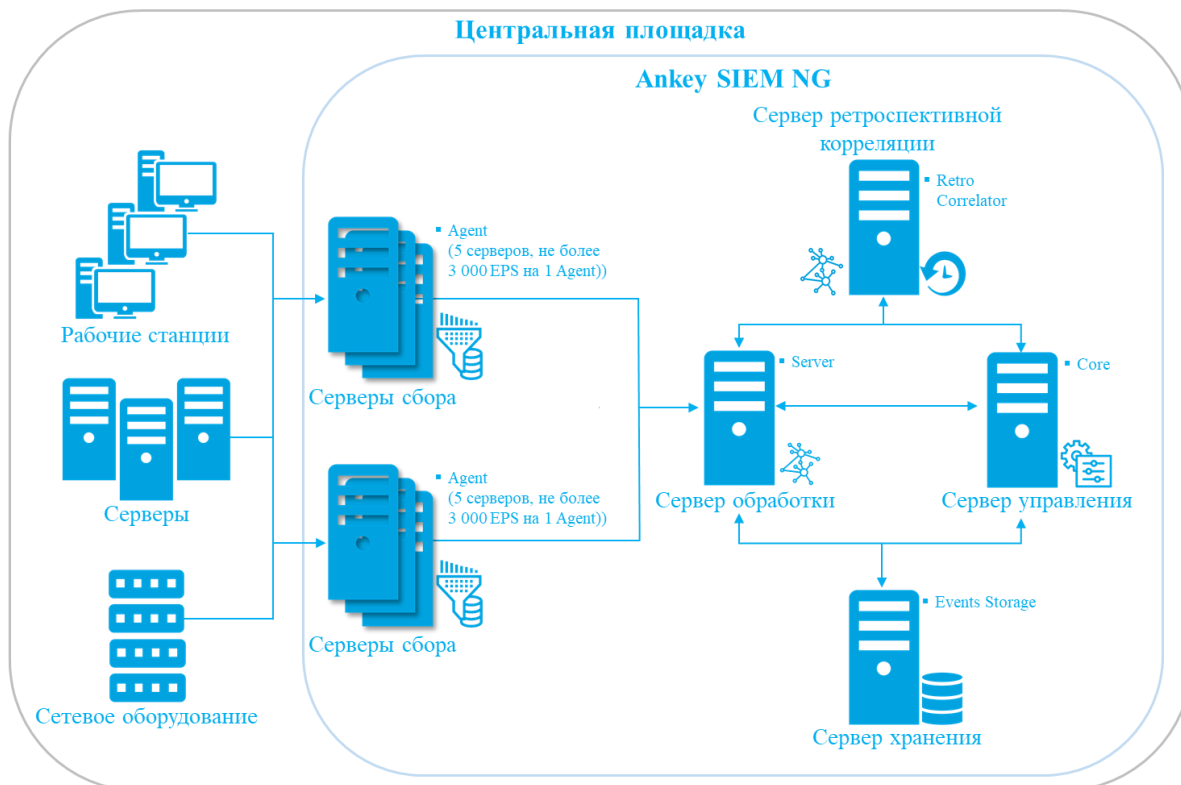 Центральная площадка
Ankey SIEM NG
Сервер ретроспективной
корреляции
▪ Retro
Correlator
▪ Agent
(5 серверов, не более
3 000 EPS на 1 Agent))
Рабочие станции
Серверы сбора
▪ Server
▪ Core
Серверы
▪ Agent
(5 серверов, не более
3 000 EPS на 1 Agent))
Сервер обработки
Сервер управления
▪ Events Storage
Серверы сбора
Сетевое оборудование
Сервер хранения